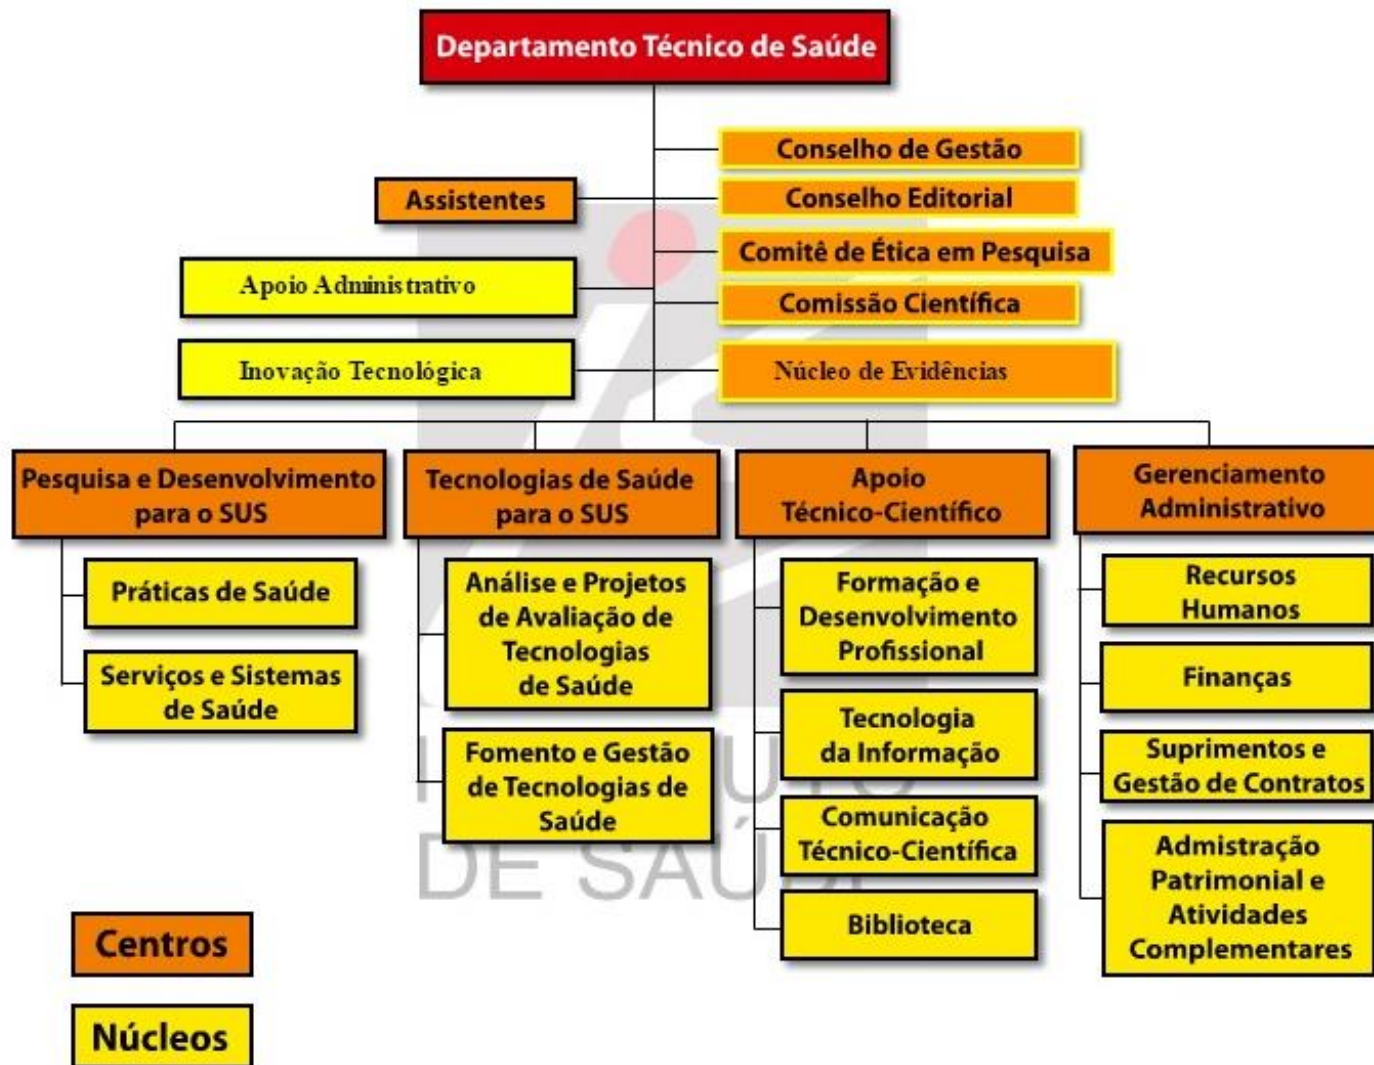 Departamento Técnico de Saúde
Conselho de Gestão
Assistentes
Conselho Editorial
Comitê de Ética em Pesquisa
Apoio Administrativo
Comissão Científica
Inovação Tecnológica
Núcleo de Evidências
Pesquisa e Desenvolvimento
para o SUS
Práticas de Saúde
Serviços e Sistemas
de Saúde
Tecnologias de Saúde
para o SUS
Análise e Projetos
de Avaliação de
Tecnologias
de Saúde
Fomento e Gestão
de Tecnologias de
Saúde
Apoio
Técnico-Científico
Formação e
Desenvolvimento
Profissional
Tecnologia
da Informação
Comunicação
Técnico-Científica
Biblioteca
Gerenciamento
Administrativo
Recursos
Humanos
Finanças
Suprimentos e
Gestão de Contratos
Admistração
Patrimonial e
Atividades
Complementares
DE SAÚDE
Centros
Núcleos